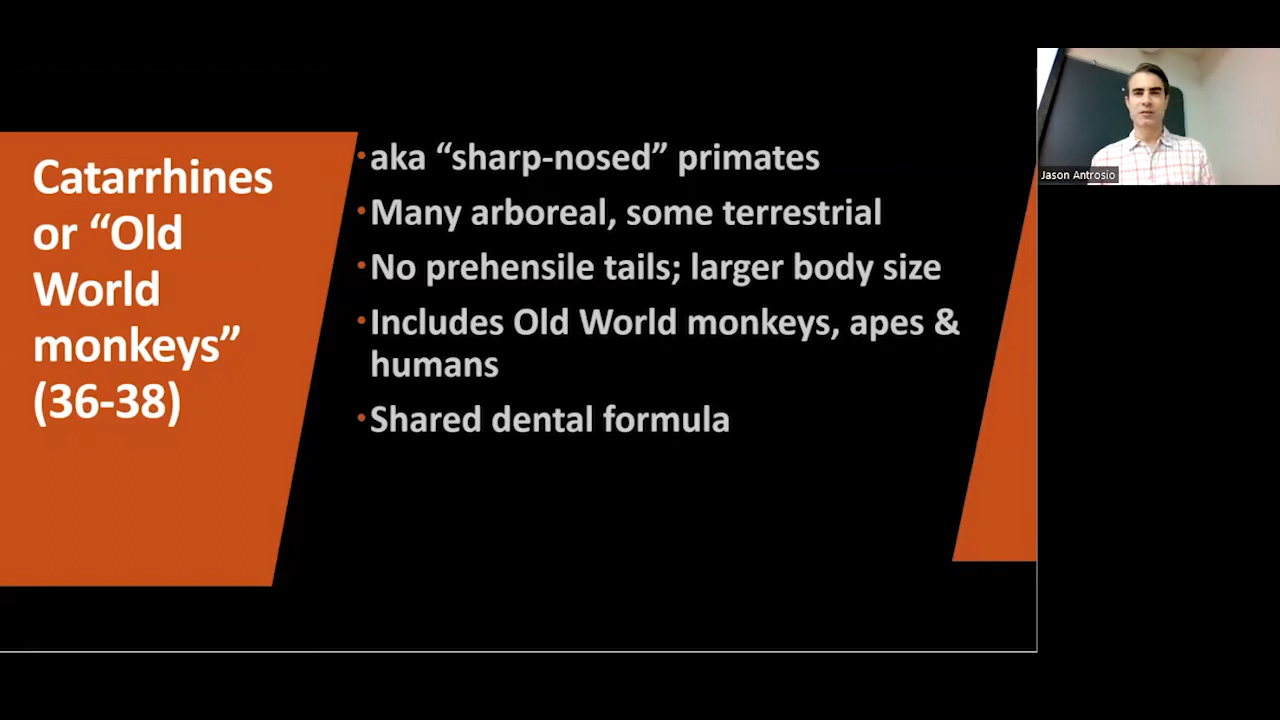 Catarrhines
or “Old
World
monkeys”
(36-38)
•aka “sharp-nosed” primates
•Many arboreal, some terrestrial
•No prehensile tails; larger body size
•Includes Old World monkeys, apes &
humans
•Shared dental formula
Jason Antrosio